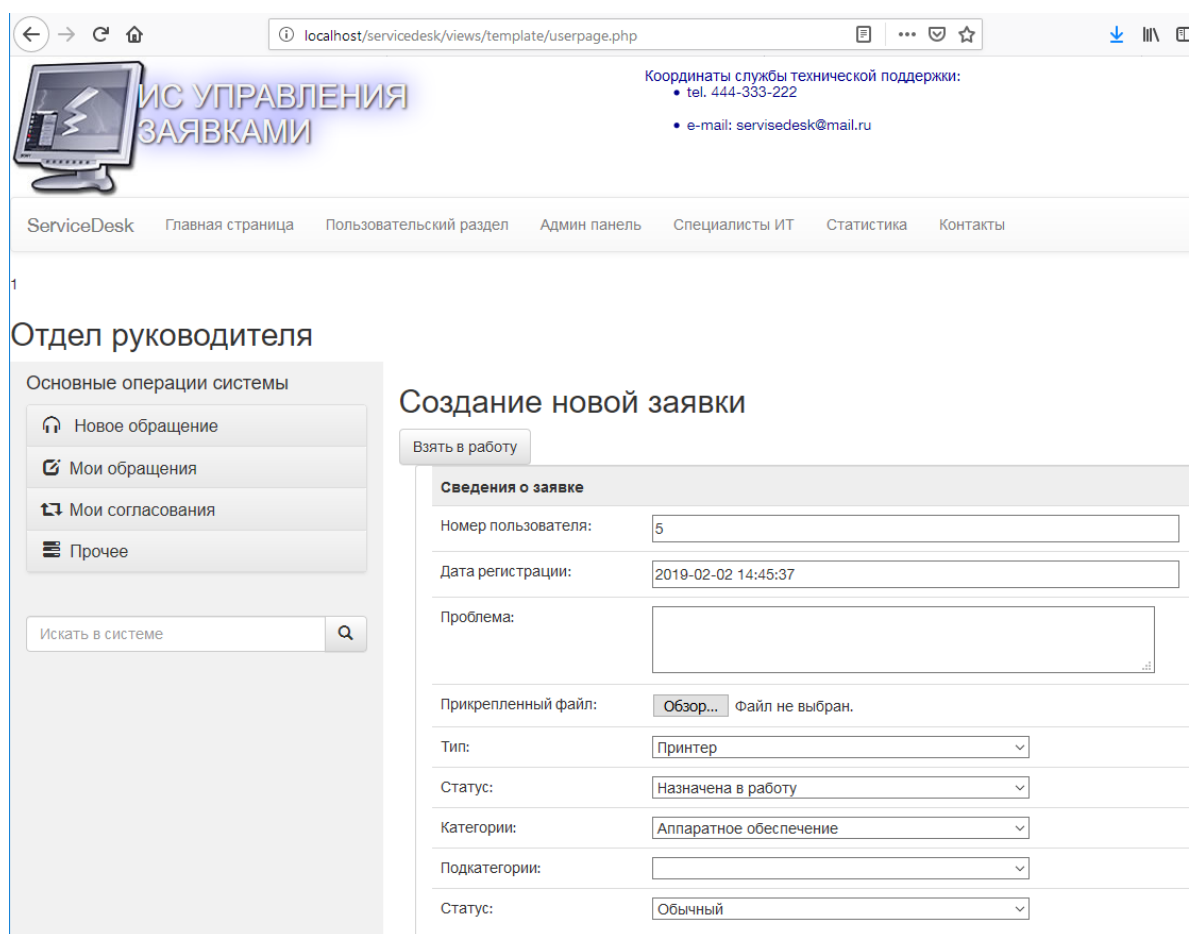 localhost/servicedesk/views/template/userpage.php
ИС УПРАВЛЕНИЯ
ЗАЯВКАМИ
Координаты службы технической поддержки:
• tel. 444-333-222
• e-mail: servisedesk@mail.ru
ServiceDesk Главная страница Пользовательский раздел Админ панель Специалисты ИТ Статистика Контакты
1
Отдел руководителя
Основные операции системы
Новое обращение
Мои обращения
Мои согласования
Прочее
Искать в системе
Создание новой заявки
Взять в работу
Сведения о заявке
Номер пользователя: 5
Дата регистрации: 2019-02-02 14:45:37
Проблема:
Прикрепленный файл: Обзор... Файл не выбран.
Тип: Принтер
Статус: Назначена в работу
Категории: Аппаратное обеспечение
Подкатегории:
Статус: Обычный